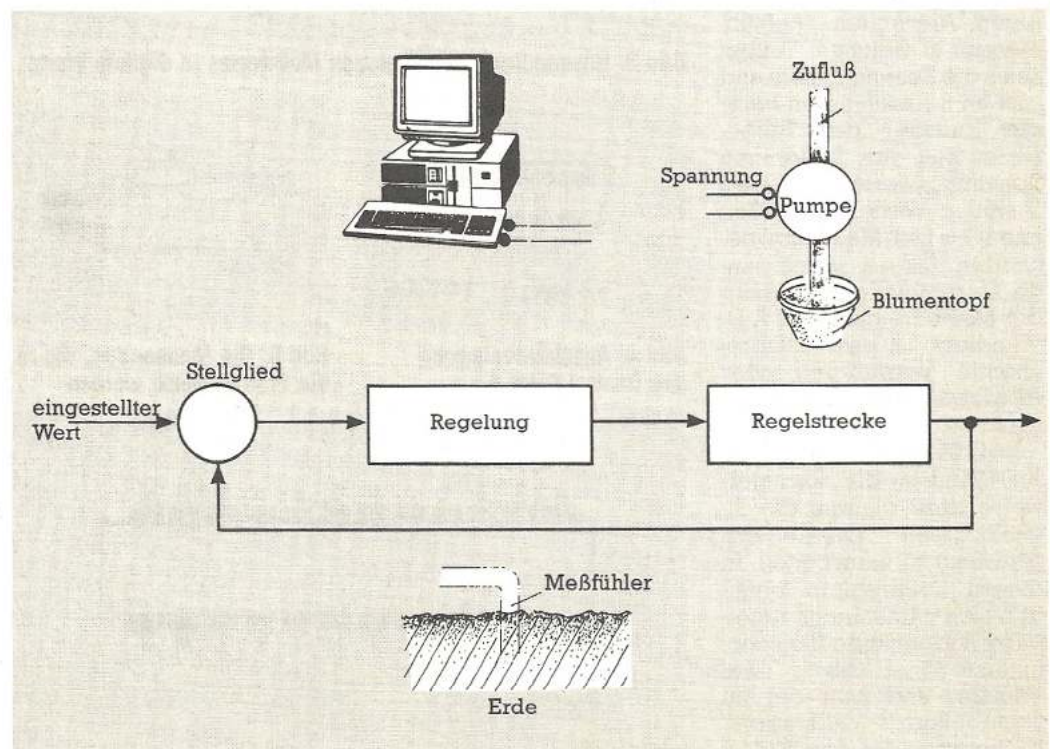 Zufluß
Spannung
Pumpe
Blumentopf
Stellglied
eingestellter
Wert
Regelung
Regelstrecke
Meßfühler
Erde